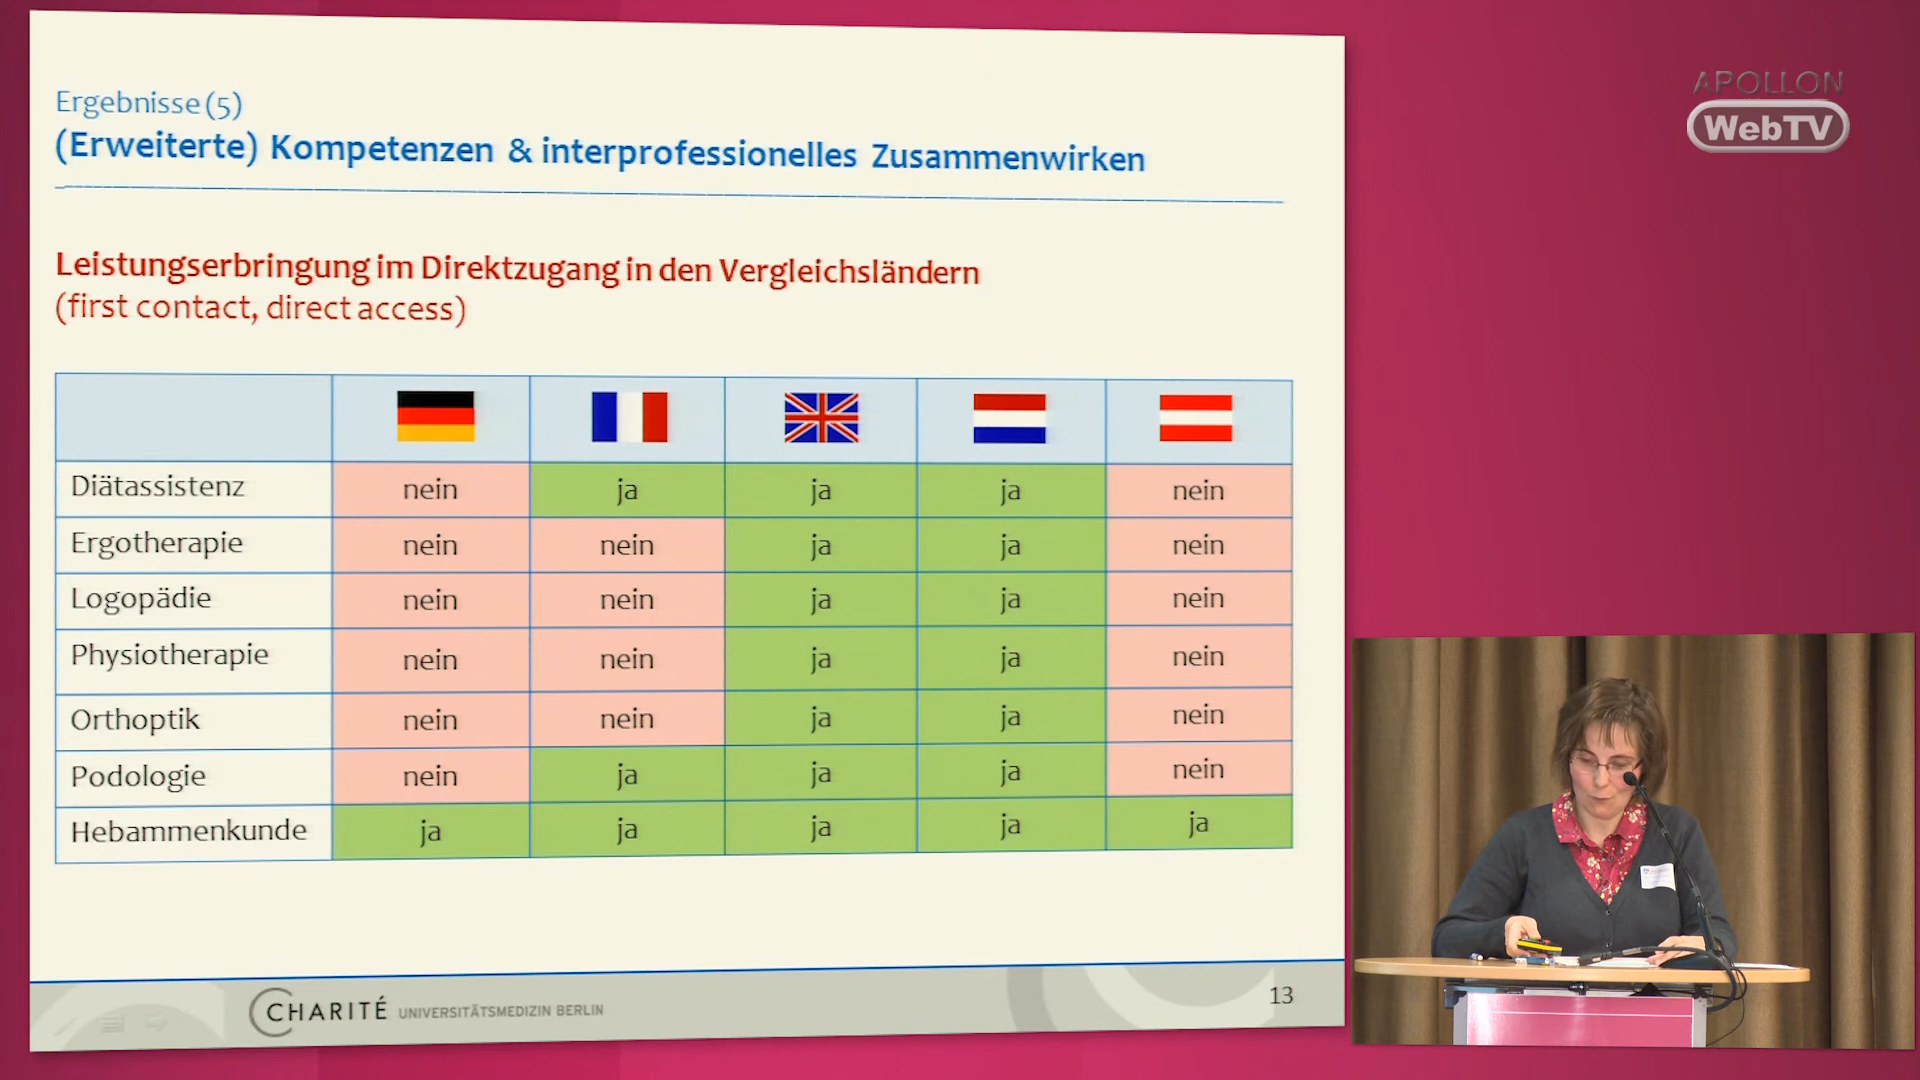 Ergebnisse (5)
(Erweiterte) Kompetenzen & interprofessionelles Zusammenwirken
Leistungserbringung im Direktzugang in den Vergleichsländern
(first contact, direct access)
Diätassistenz nein ja ja ja nein
Ergotherapie nein nein ja ja nein
Logopädie nein nein ja ja nein
Physiotherapie nein nein ja ja nein
Orthoptik nein nein ja ja nein
Podologie nein ja ja ja nein
Hebammenkunde ja ja ja ja ja
CHARITÉ UNIVERSITÄTSMEDIZIN BERLIN
13
APOLLON
WebTV